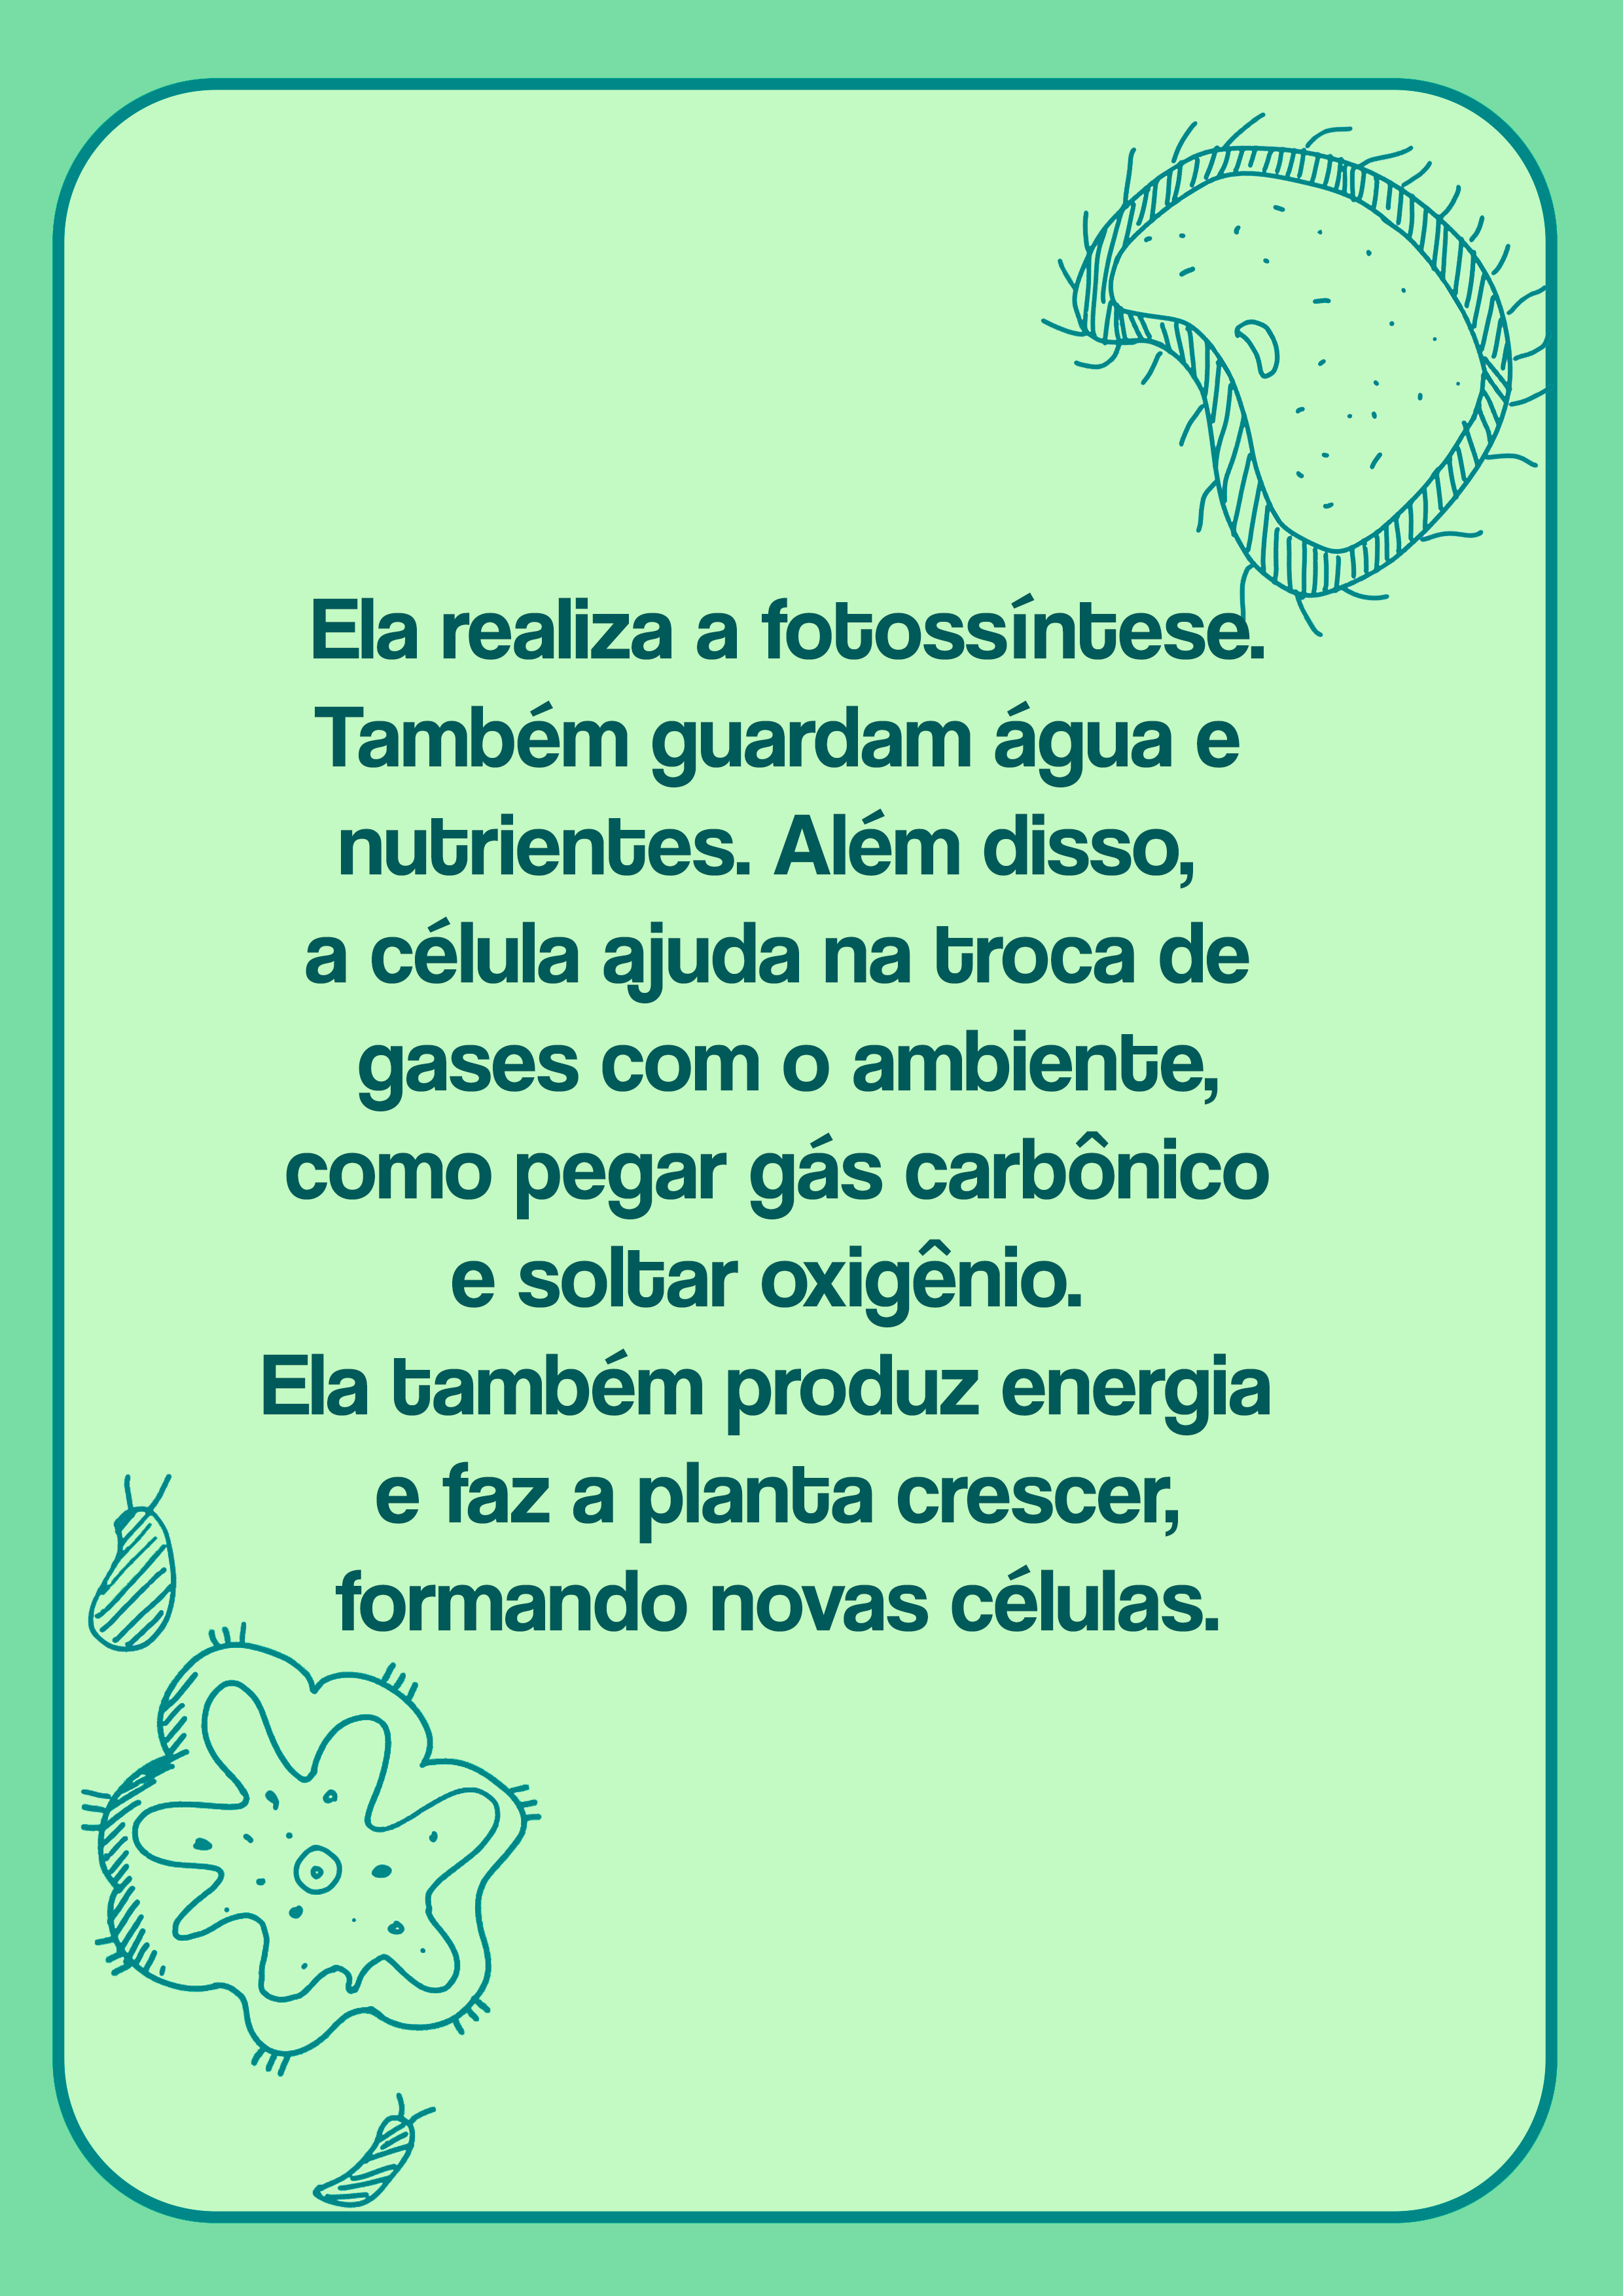 Ela realiza a fotossíntese.
Também guardam água e
nutrientes. Além disso,
a célula ajuda na troca de
gases com o ambiente,
como pegar gás carbônico
e soltar oxigênio.
Ela também produz energia
e faz a planta crescer,
formando novas células.